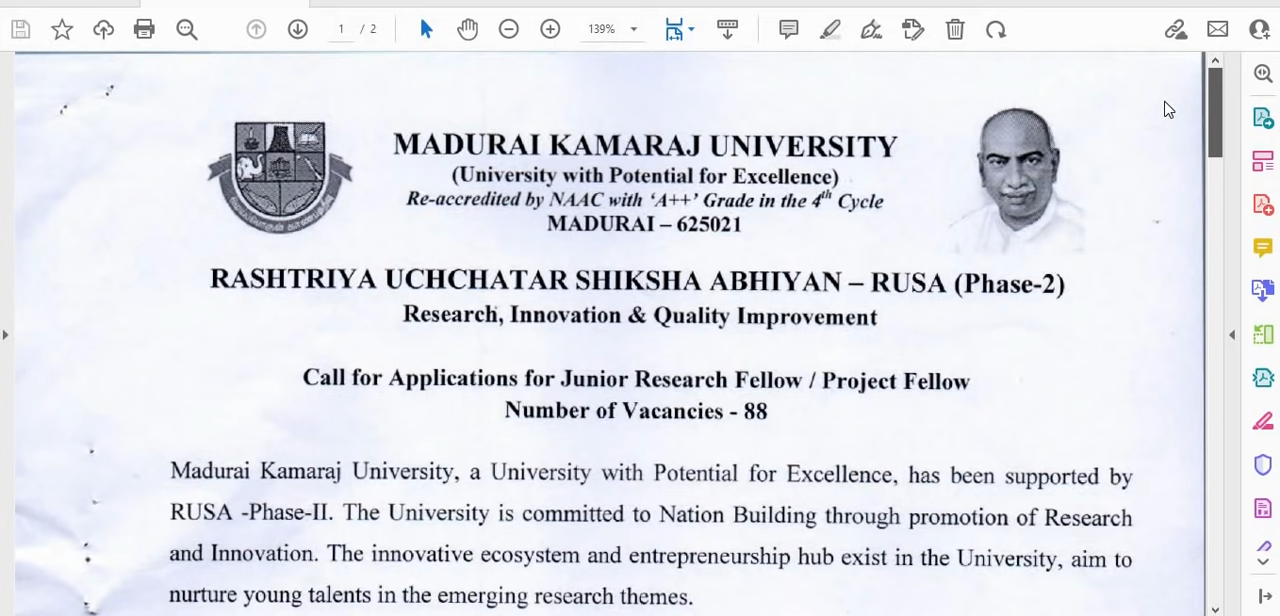 1 / 2
139%
MADURAI KAMARAJ UNIVERSITY
(University with Potential for Excellence)
Re-accredited by NAAC with ‘A++’ Grade in the 4th Cycle
MADURAI – 625021
RASHTRIYA UCHCHATAR SHIKSHA ABHIYAN – RUSA (Phase-2)
Research, Innovation & Quality Improvement
Call for Applications for Junior Research Fellow / Project Fellow
Number of Vacancies - 88
Madurai Kamaraj University, a University with Potential for Excellence, has been supported by
RUSA -Phase-II. The University is committed to Nation Building through promotion of Research
and Innovation. The innovative ecosystem and entrepreneurship hub exist in the University, aim to
nurture young talents in the emerging research themes.